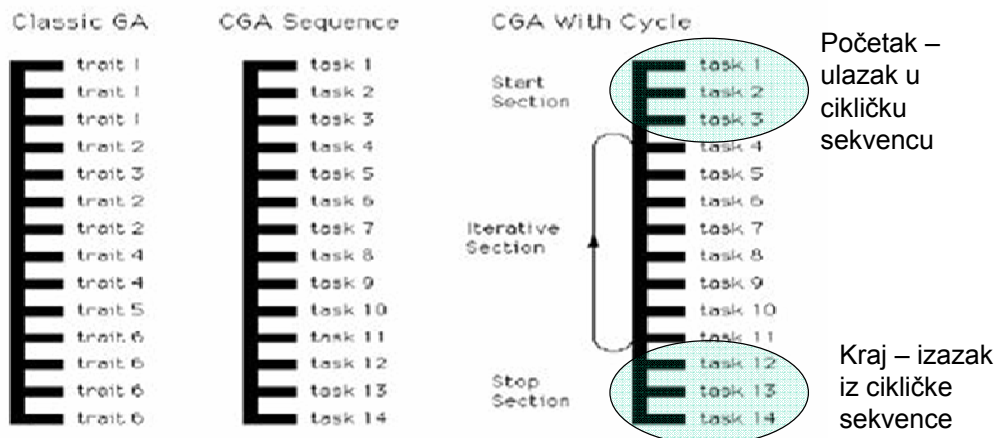 Classic GA
trait 1
trait 1
trait 1
trait 2
trait 3
trait 2
trait 2
trait 4
trait 4
trait 5
trait 6
trait 6
trait 6
trait 6
CGA Sequence
task 1
task 2
task 3
task 4
task 5
task 6
task 7
task 8
task 9
task 10
task 11
task 12
task 13
task 14
CGA With Cycle
Start
Section
Iterative
Section
Stop
Section
task 1
task 2
task 3
task 4
task 5
task 6
task 7
task 8
task 9
task 10
task 11
task 12
task 13
task 14
Početak –
ulazak u
cikličku
sekvencu
Kraj – izazak
iz cikličke
sekvence